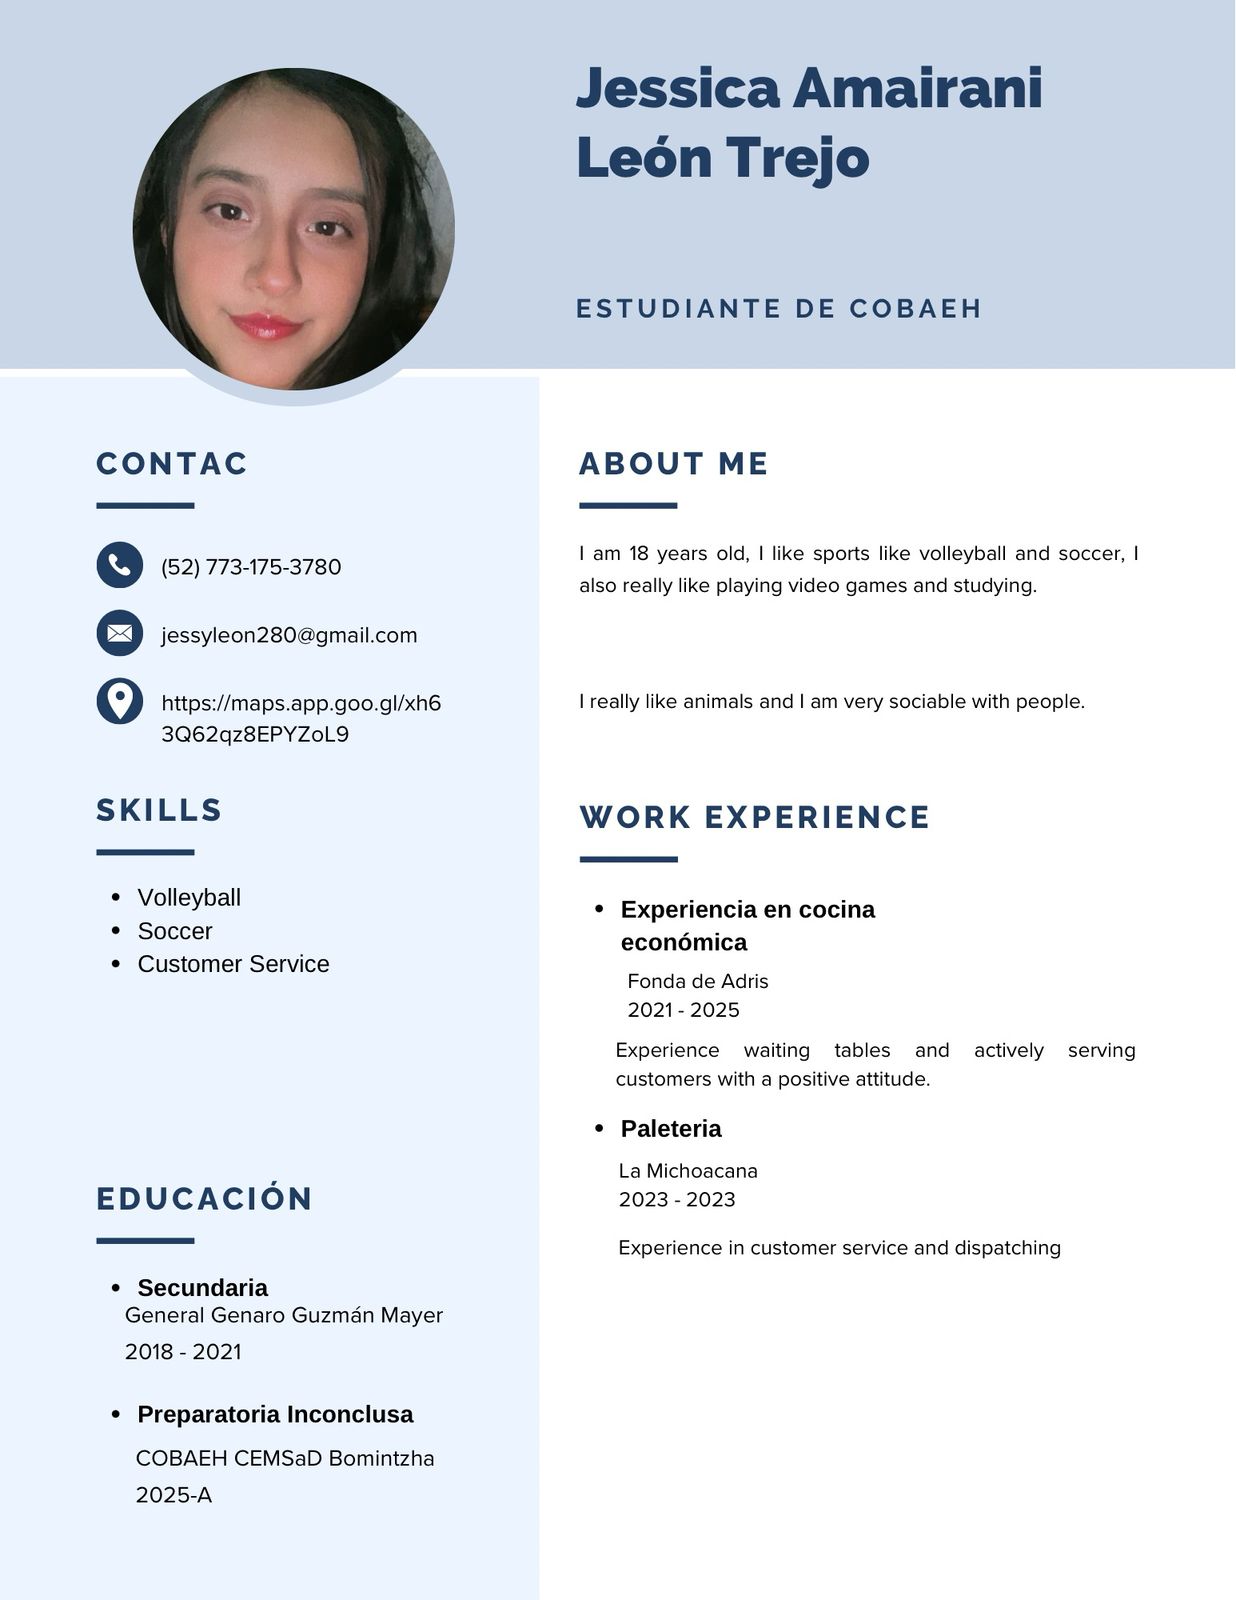 Jessica Amairani
León Trejo
ESTUDIANTE DE COBAEH
CONTAC
(52) 773-175-3780
jessyleon280@gmail.com
https://maps.app.goo.gl/xh6
3Q62qz8EPYZoL9
SKILLS
Volleyball
Soccer
Customer Service
EDUCACIÓN
Secundaria
General Genaro Guzmán Mayer
2018 - 2021
Preparatoria Inconclusa
COBAEH CEMSaD Bomintzha
2025-A
ABOUT ME
I am 18 years old, I like sports like volleyball and soccer, I
also really like playing video games and studying.
I really like animals and I am very sociable with people.
WORK EXPERIENCE
Experiencia en cocina
económica
Fonda de Adris
2021 - 2025
Experience waiting tables and actively serving
customers with a positive attitude.
Paleteria
La Michoacana
2023 - 2023
Experience in customer service and dispatching